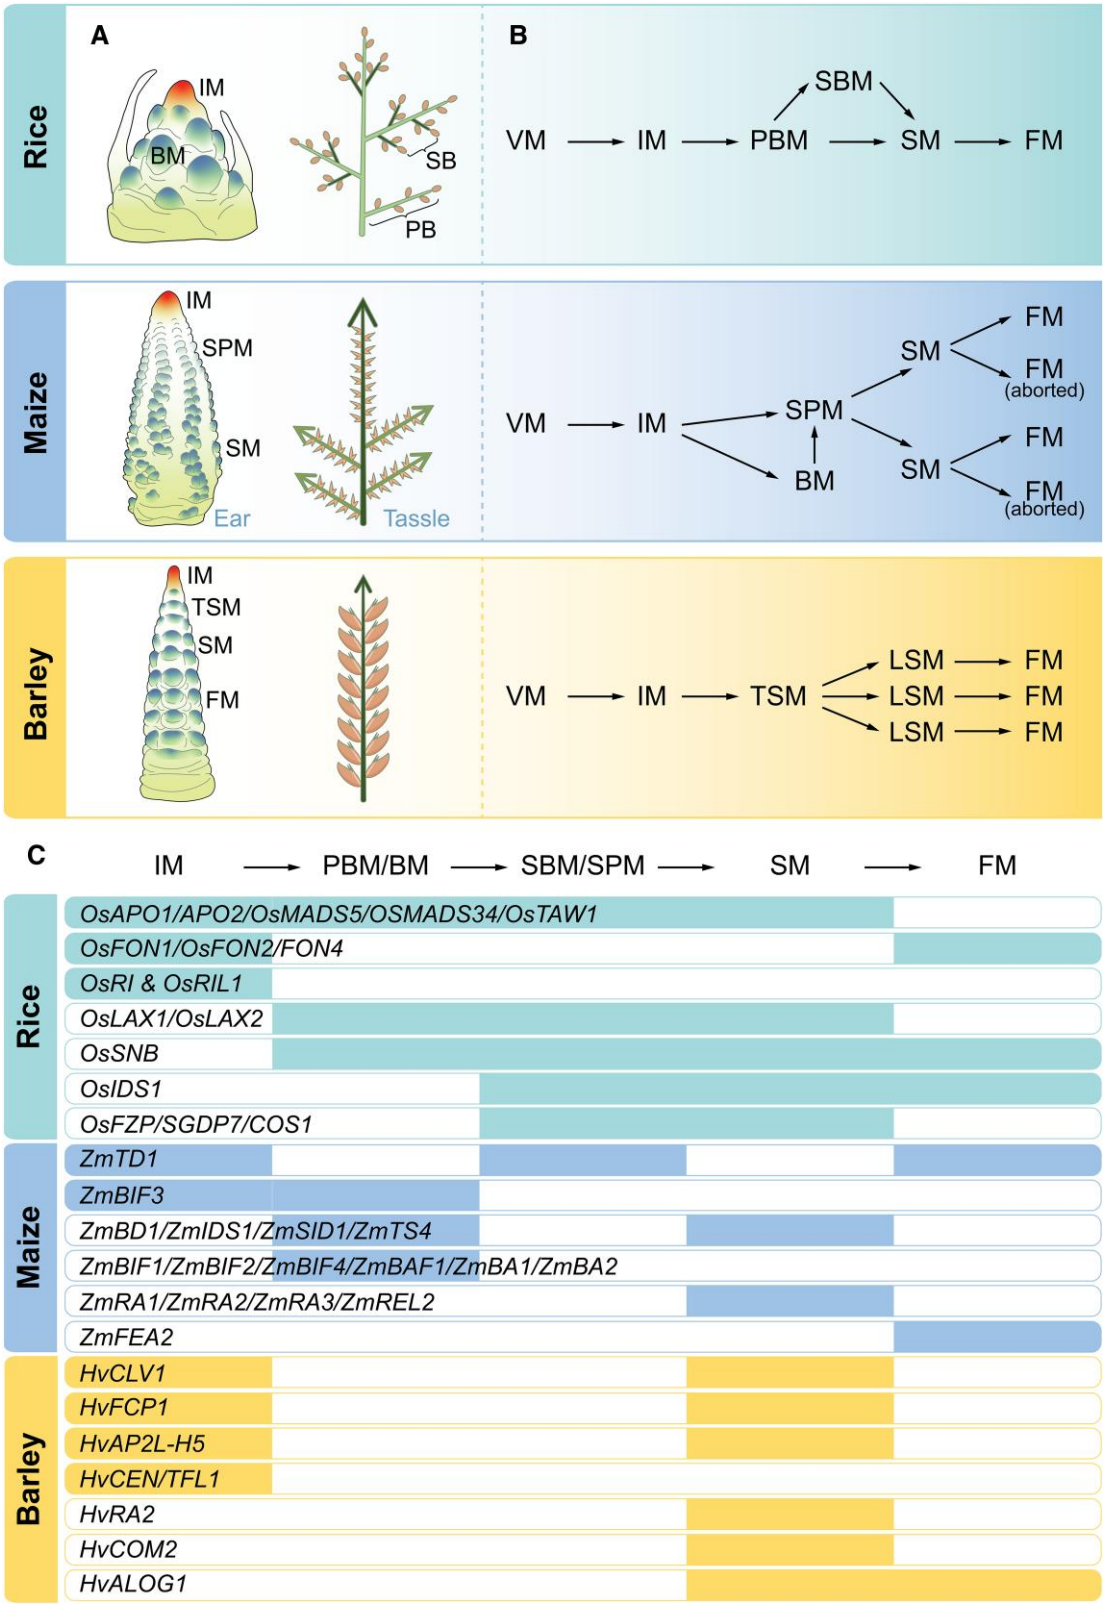 A
B
Rice
IM
BM
SB
PB
SBM
VM IM PBM SM FM
Maize
IM
SPM
SM
Ear
Tassle
FM
SM
FM
(aborted)
SPM
VM IM
FM
SM
BM
FM
(aborted)
Barley
IM
TSM
SM
FM
LSM FM
VM IM TSM LSM FM
LSM FM
C
IM PBM/BM SBM/SPM SM FM
Rice
OsAPO1/APO2/OsMADS5/OSMADS34/OsTAW1
OsFON1/OsFON2/FON4
OsRI & OsRIL1
OsLAX1/OsLAX2
OsSNB
OsIDS1
OsFZP/SGDP7/COS1
Maize
ZmTD1
ZmBIF3
ZmBD1/ZmIDS1/ZmSID1/ZmTS4
ZmBIF1/ZmBIF2/ZmBIF4/ZmBAF1/ZmBA1/ZmBA2
ZmRA1/ZmRA2/ZmRA3/ZmREL2
ZmFEA2
Barley
HvCLV1
HvFCP1
HvAP2L-H5
HvCEN/TFL1
HvRA2
HvCOM2
HvALOG1